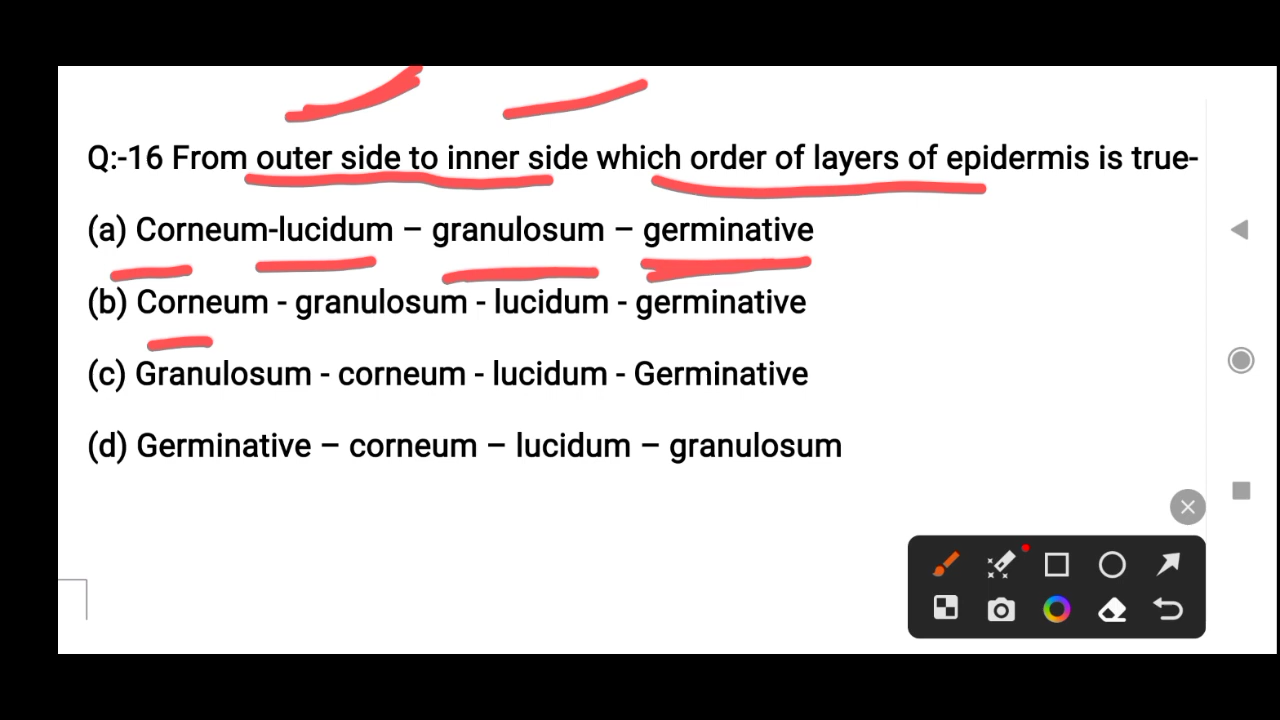 Q:-16 From outer side to inner side which order of layers of epidermis is true-
(a) Corneum-lucidum – granulosum – germinative
(b) Corneum - granulosum - lucidum - germinative
(c) Granulosum - corneum - lucidum - Germinative
(d) Germinative – corneum – lucidum – granulosum